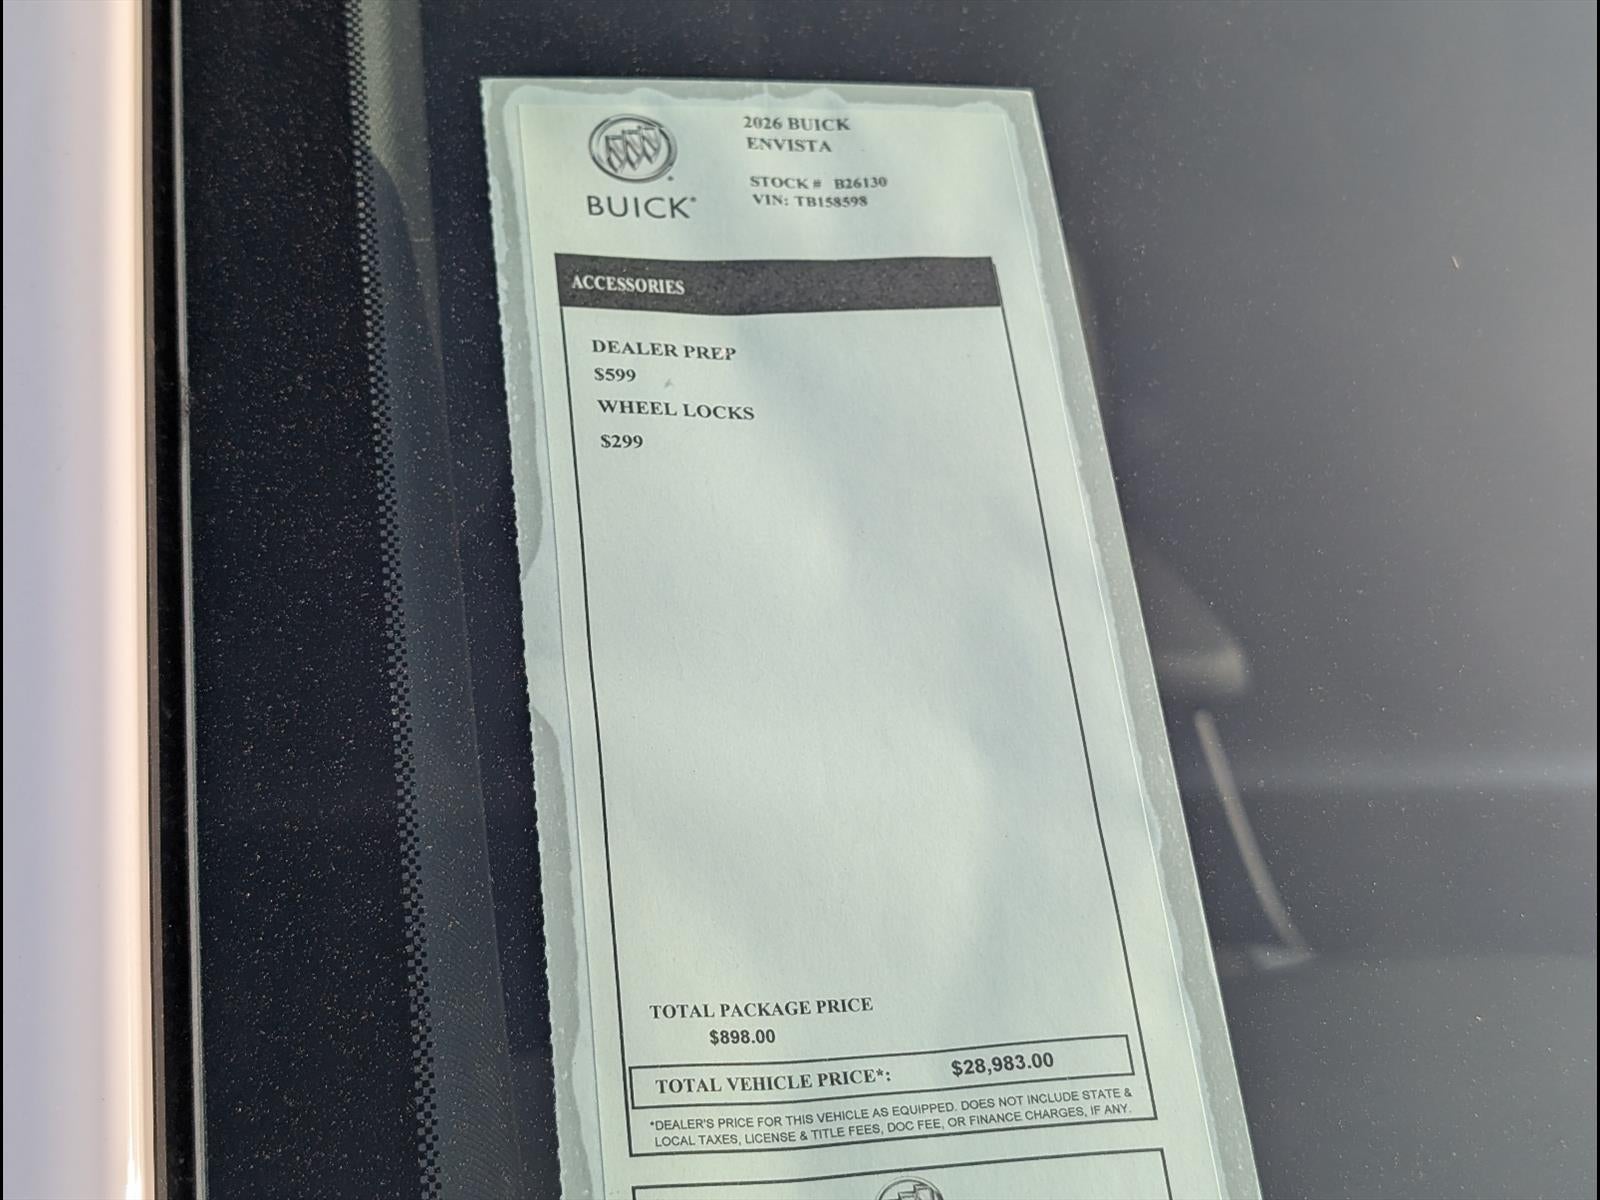 2026 BUICK
ENVISTA
STOCK # B26130
VIN: TB158598
BUICK
ACCESSORIES
DEALER PREP
$599
WHEEL LOCKS
$299
TOTAL PACKAGE PRICE
$898.00
TOTAL VEHICLE PRICE*: $28,983.00
*DEALER'S PRICE FOR THIS VEHICLE AS EQUIPPED. DOES NOT INCLUDE STATE &
LOCAL TAXES, LICENSE & TITLE FEES, DOC FEE, OR FINANCE CHARGES, IF ANY.